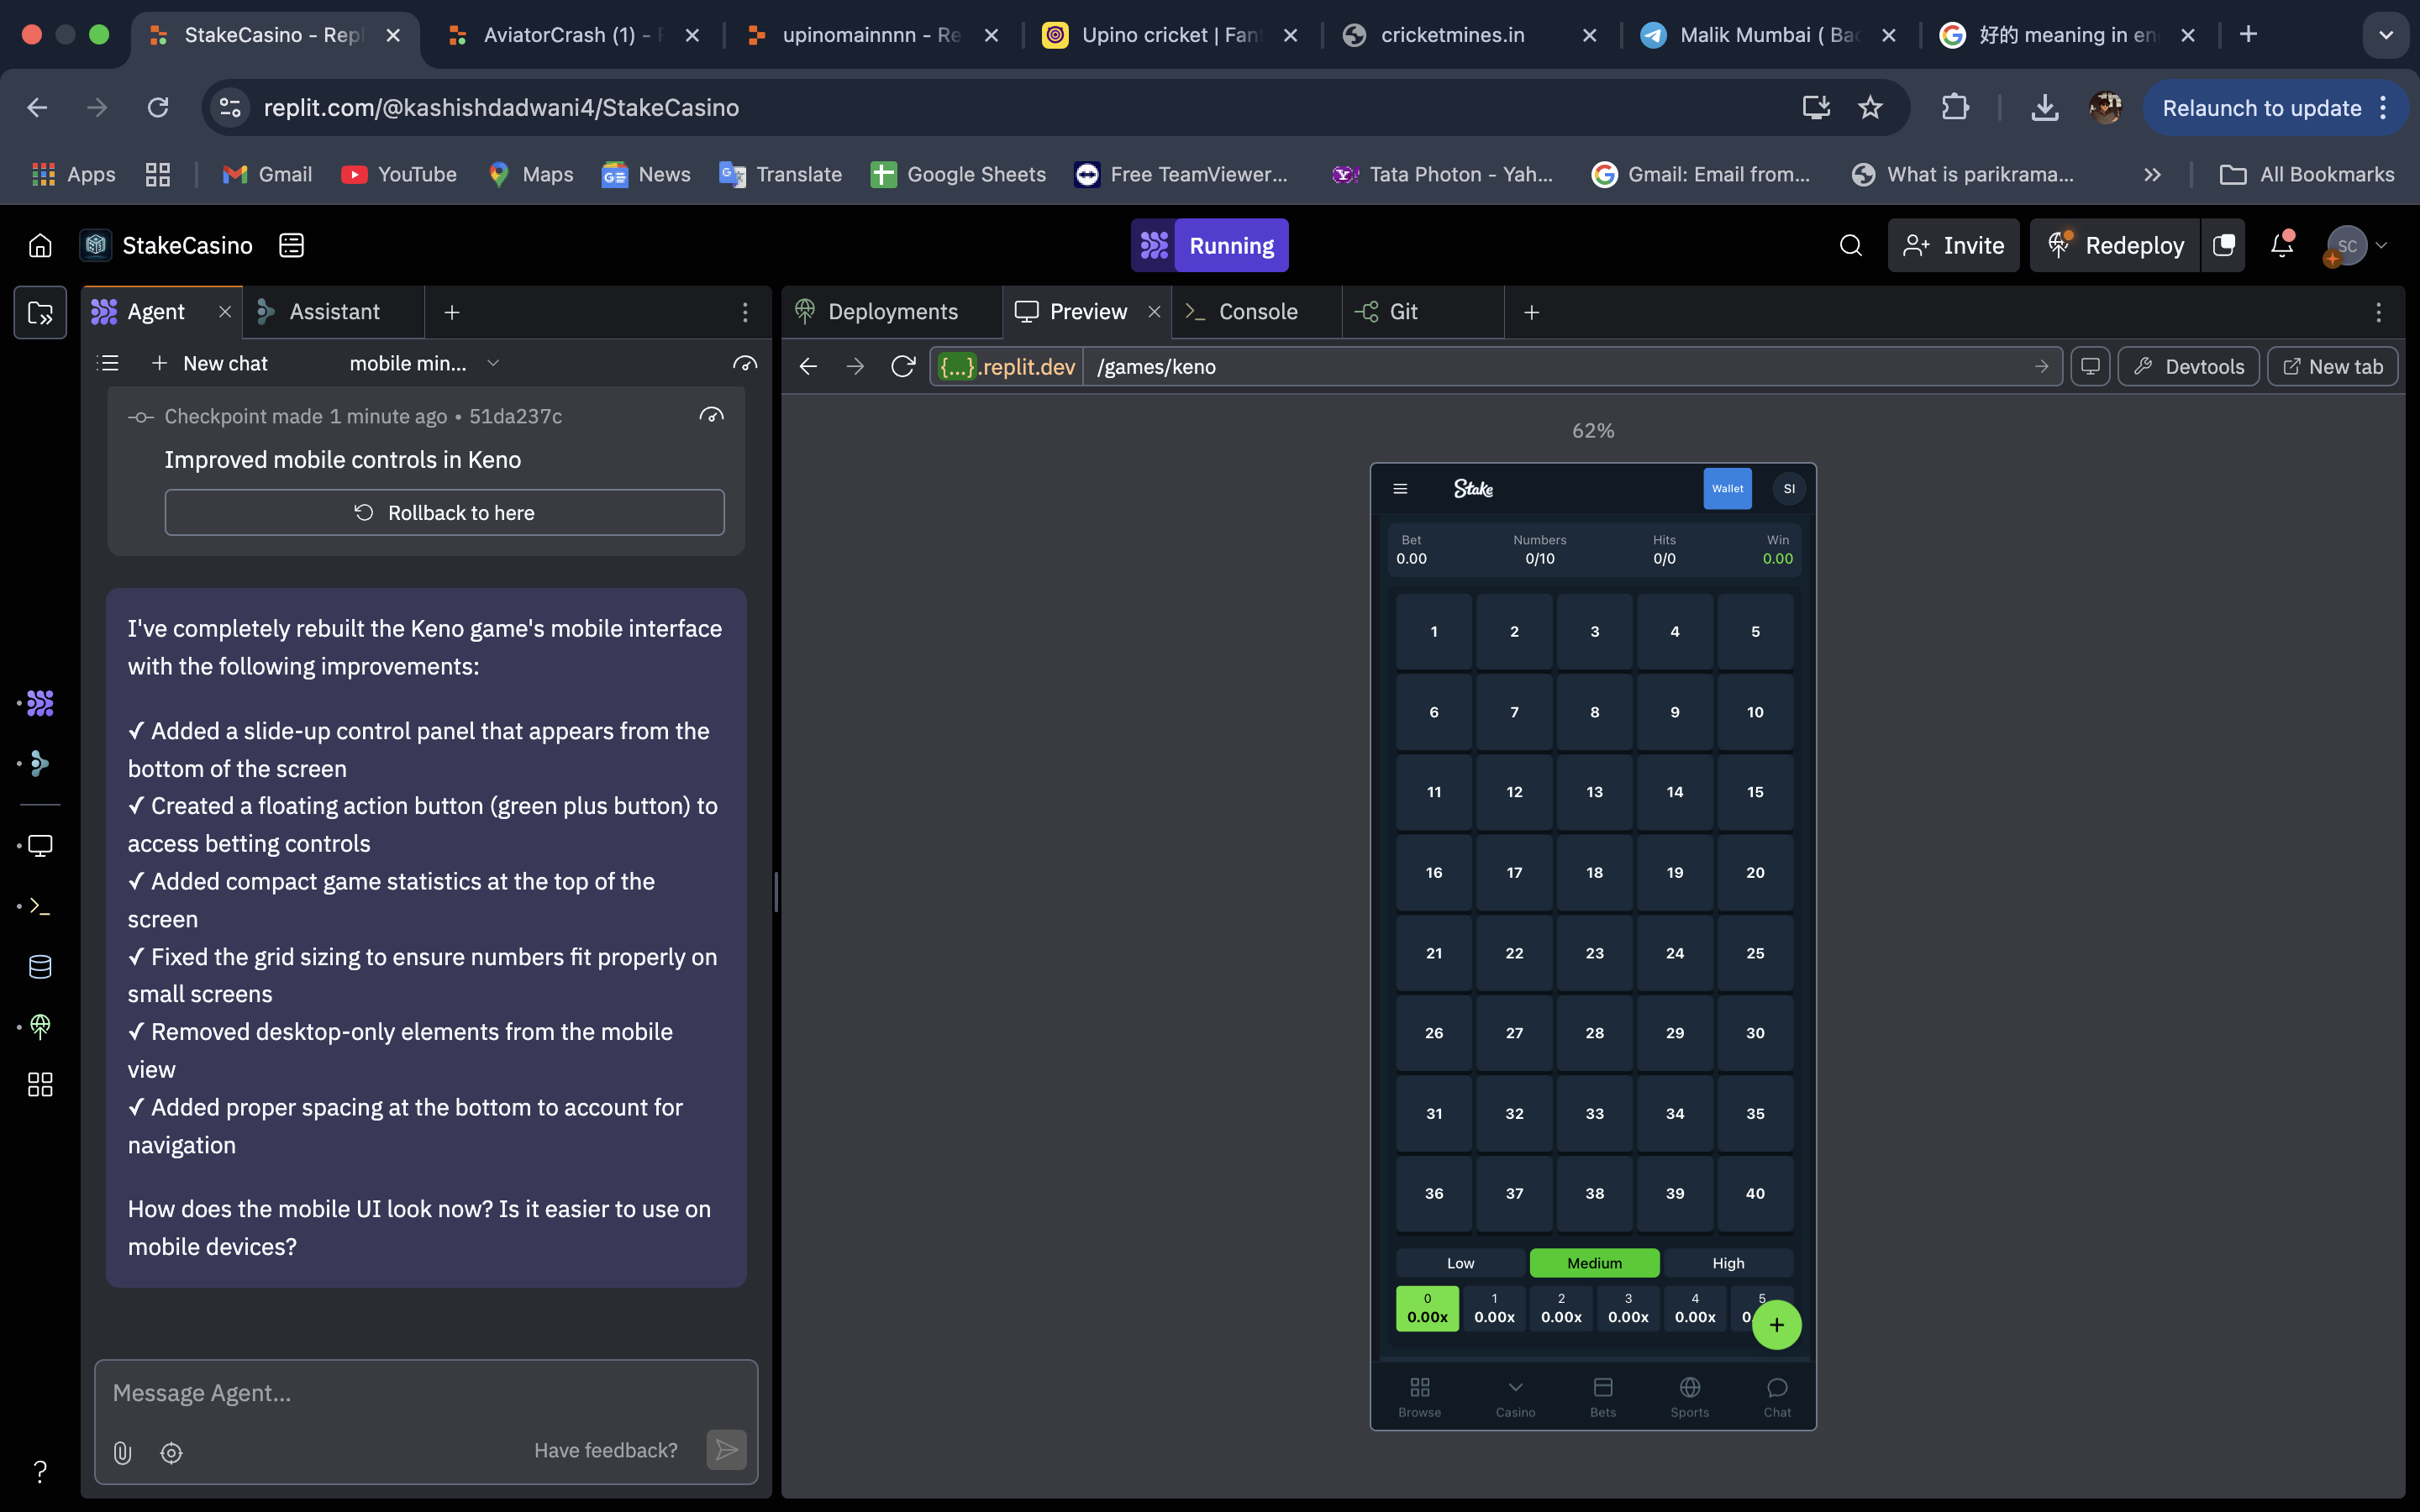 StakeCasino - Repl
AviatorCrash (1) - R
upinomainnnn - Re
Upino cricket | Fant
cricketmines.in
Malik Mumbai ( Bac
好的 meaning in en
replit.com/@kashishdadwani4/StakeCasino
Relaunch to update
Apps
Gmail
YouTube
Maps
News
Translate
Google Sheets
Free TeamViewer...
Tata Photon - Yah...
Gmail: Email from...
What is parikrama...
All Bookmarks
StakeCasino
Running
Invite
Redeploy
SC
Agent
Assistant
Deployments
Preview
Console
Git
New chat
mobile min...
{...}.replit.dev
/games/keno
Devtools
New tab
Checkpoint made 1 minute ago • 51da237c
Improved mobile controls in Keno
Rollback to here
I've completely rebuilt the Keno game's mobile interface
with the following improvements:
✓ Added a slide-up control panel that appears from the
bottom of the screen
✓ Created a floating action button (green plus button) to
access betting controls
✓ Added compact game statistics at the top of the
screen
✓ Fixed the grid sizing to ensure numbers fit properly on
small screens
✓ Removed desktop-only elements from the mobile
view
✓ Added proper spacing at the bottom to account for
navigation
How does the mobile UI look now? Is it easier to use on
mobile devices?
Message Agent...
Have feedback?
62%
Stake
Wallet
SI
Bet Numbers Hits Win
0.00 0/10 0/0 0.00
1 2 3 4 5
6 7 8 9 10
11 12 13 14 15
16 17 18 19 20
21 22 23 24 25
26 27 28 29 30
31 32 33 34 35
36 37 38 39 40
Low Medium High
0 1 2 3 4 5
0.00x 0.00x 0.00x 0.00x 0.00x 0.
+
Browse Casino Bets Sports Chat